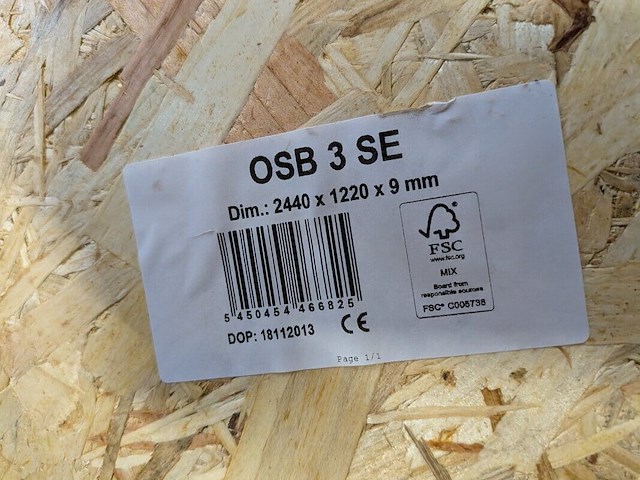 OSB 3 SE
Dim.: 2440 x 1220 x 9 mm
5 450454 466825
DOP: 18112013
CE
FSC®
www.fsc.org
MIX
Board from
responsible sources
FSC® C005738
Page 1/1